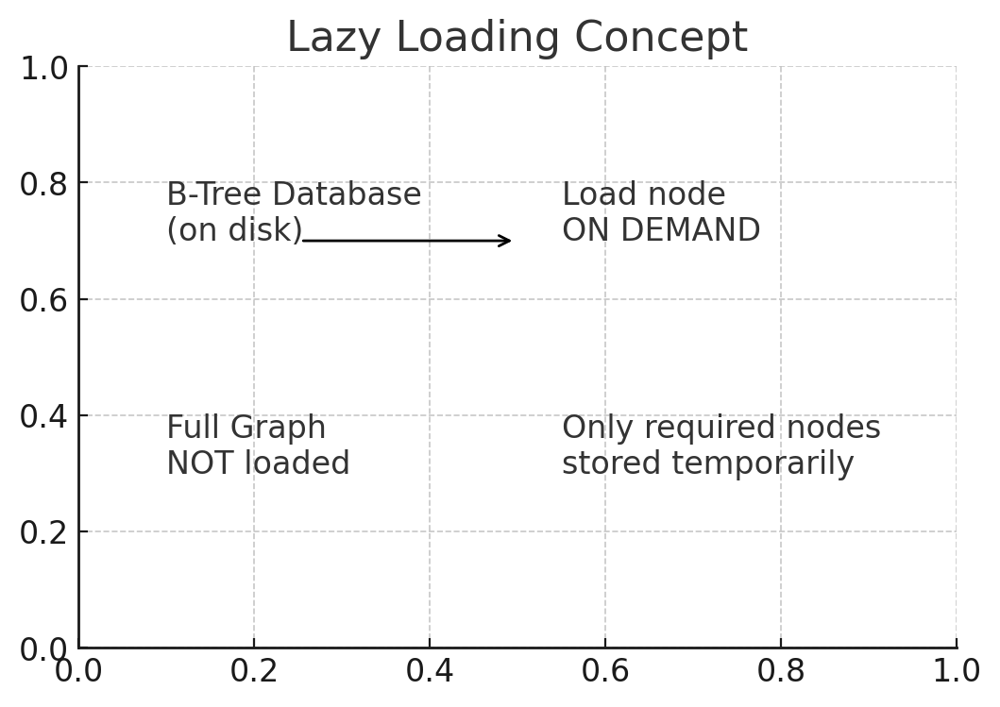 Lazy Loading Concept
1.0
0.8
B-Tree Database
(on disk)
Load node
ON DEMAND
0.6
0.4
Full Graph
NOT loaded
Only required nodes
stored temporarily
0.2
0.0
0.0 0.2 0.4 0.6 0.8 1.0